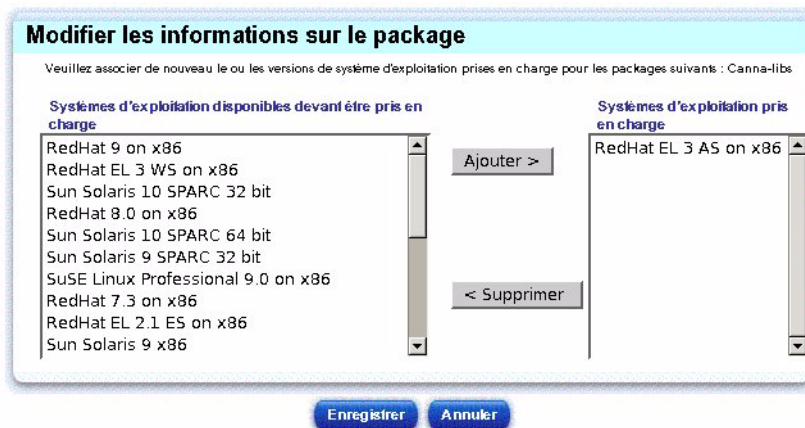 Modifier les informations sur le package
Veuillez associer de nouveau le ou les versions de système d'exploitation prises en charge pour les packages suivants : Canna-libs
Systèmes d'exploitation disponibles devant être pris en
charge
RedHat 9 on x86
RedHat EL 3 WS on x86
Sun Solaris 10 SPARC 32 bit
RedHat 8.0 on x86
Sun Solaris 10 SPARC 64 bit
Sun Solaris 9 SPARC 32 bit
SuSE Linux Professional 9.0 on x86
RedHat 7.3 on x86
RedHat EL 2.1 ES on x86
Sun Solaris 9 x86
Ajouter >
< Supprimer
Systèmes d'exploitation pris
en charge
RedHat EL 3 AS on x86
Enregistrer
Annuler